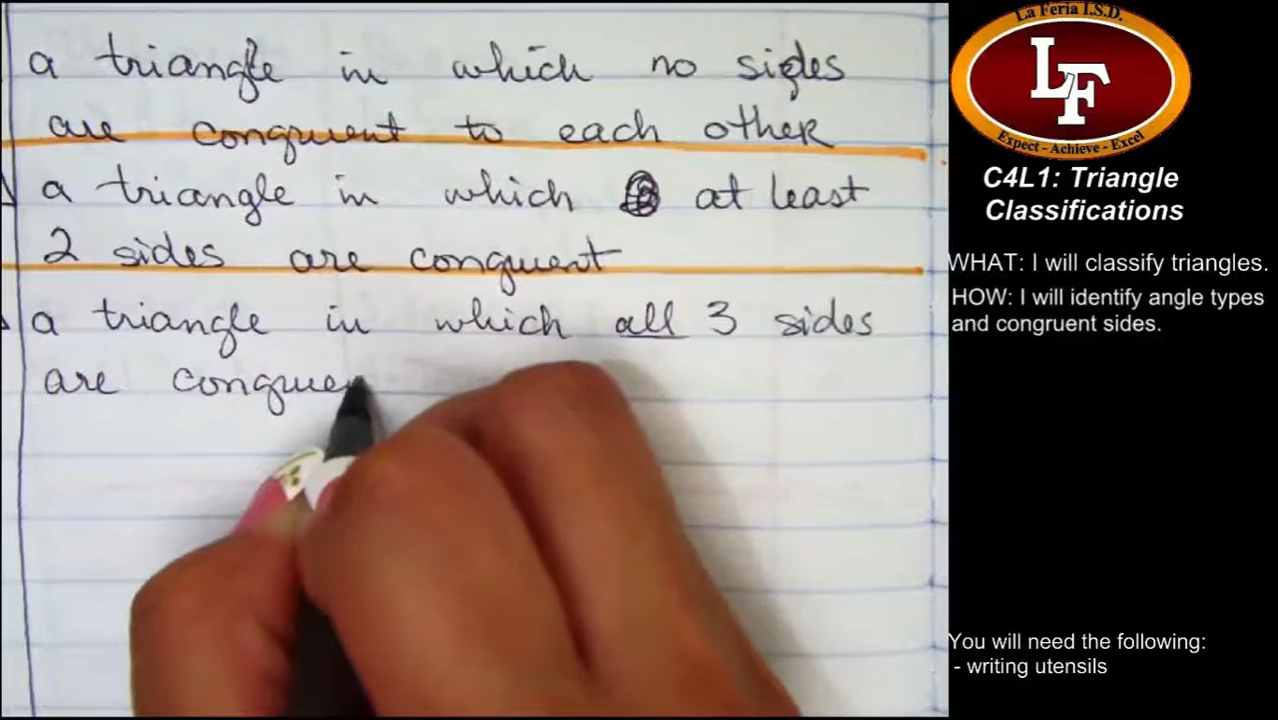 a triangle in which no sides
are congruent to each other
a triangle in which at least
2 sides are congruent
a triangle in which all 3 sides
are congruen
La Feria I.S.D.
LF
Expect - Achieve - Excel
C4L1: Triangle
Classifications
WHAT: I will classify triangles.
HOW: I will identify angle types
and congruent sides.
You will need the following:
- writing utensils